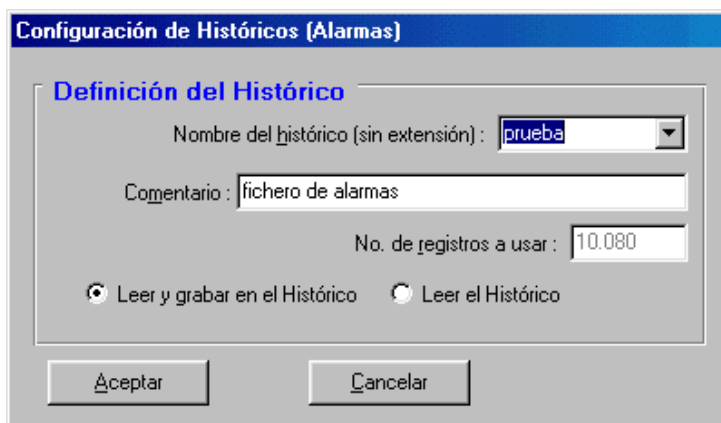 Configuración de Históricos (Alarmas)
Definición del Histórico
Nombre del histórico (sin extensión) : prueba
Comentario : fichero de alarmas
No. de registros a usar : 10.080
Leer y grabar en el Histórico Leer el Histórico
Aceptar Cancelar